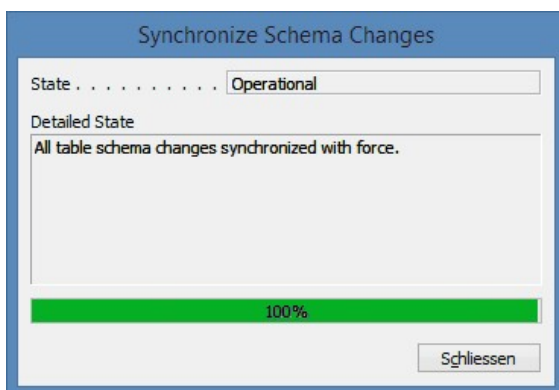 Synchronize Schema Changes
State . . . . . . . . . . Operational
Detailed State
All table schema changes synchronized with force.
100%
Schliessen